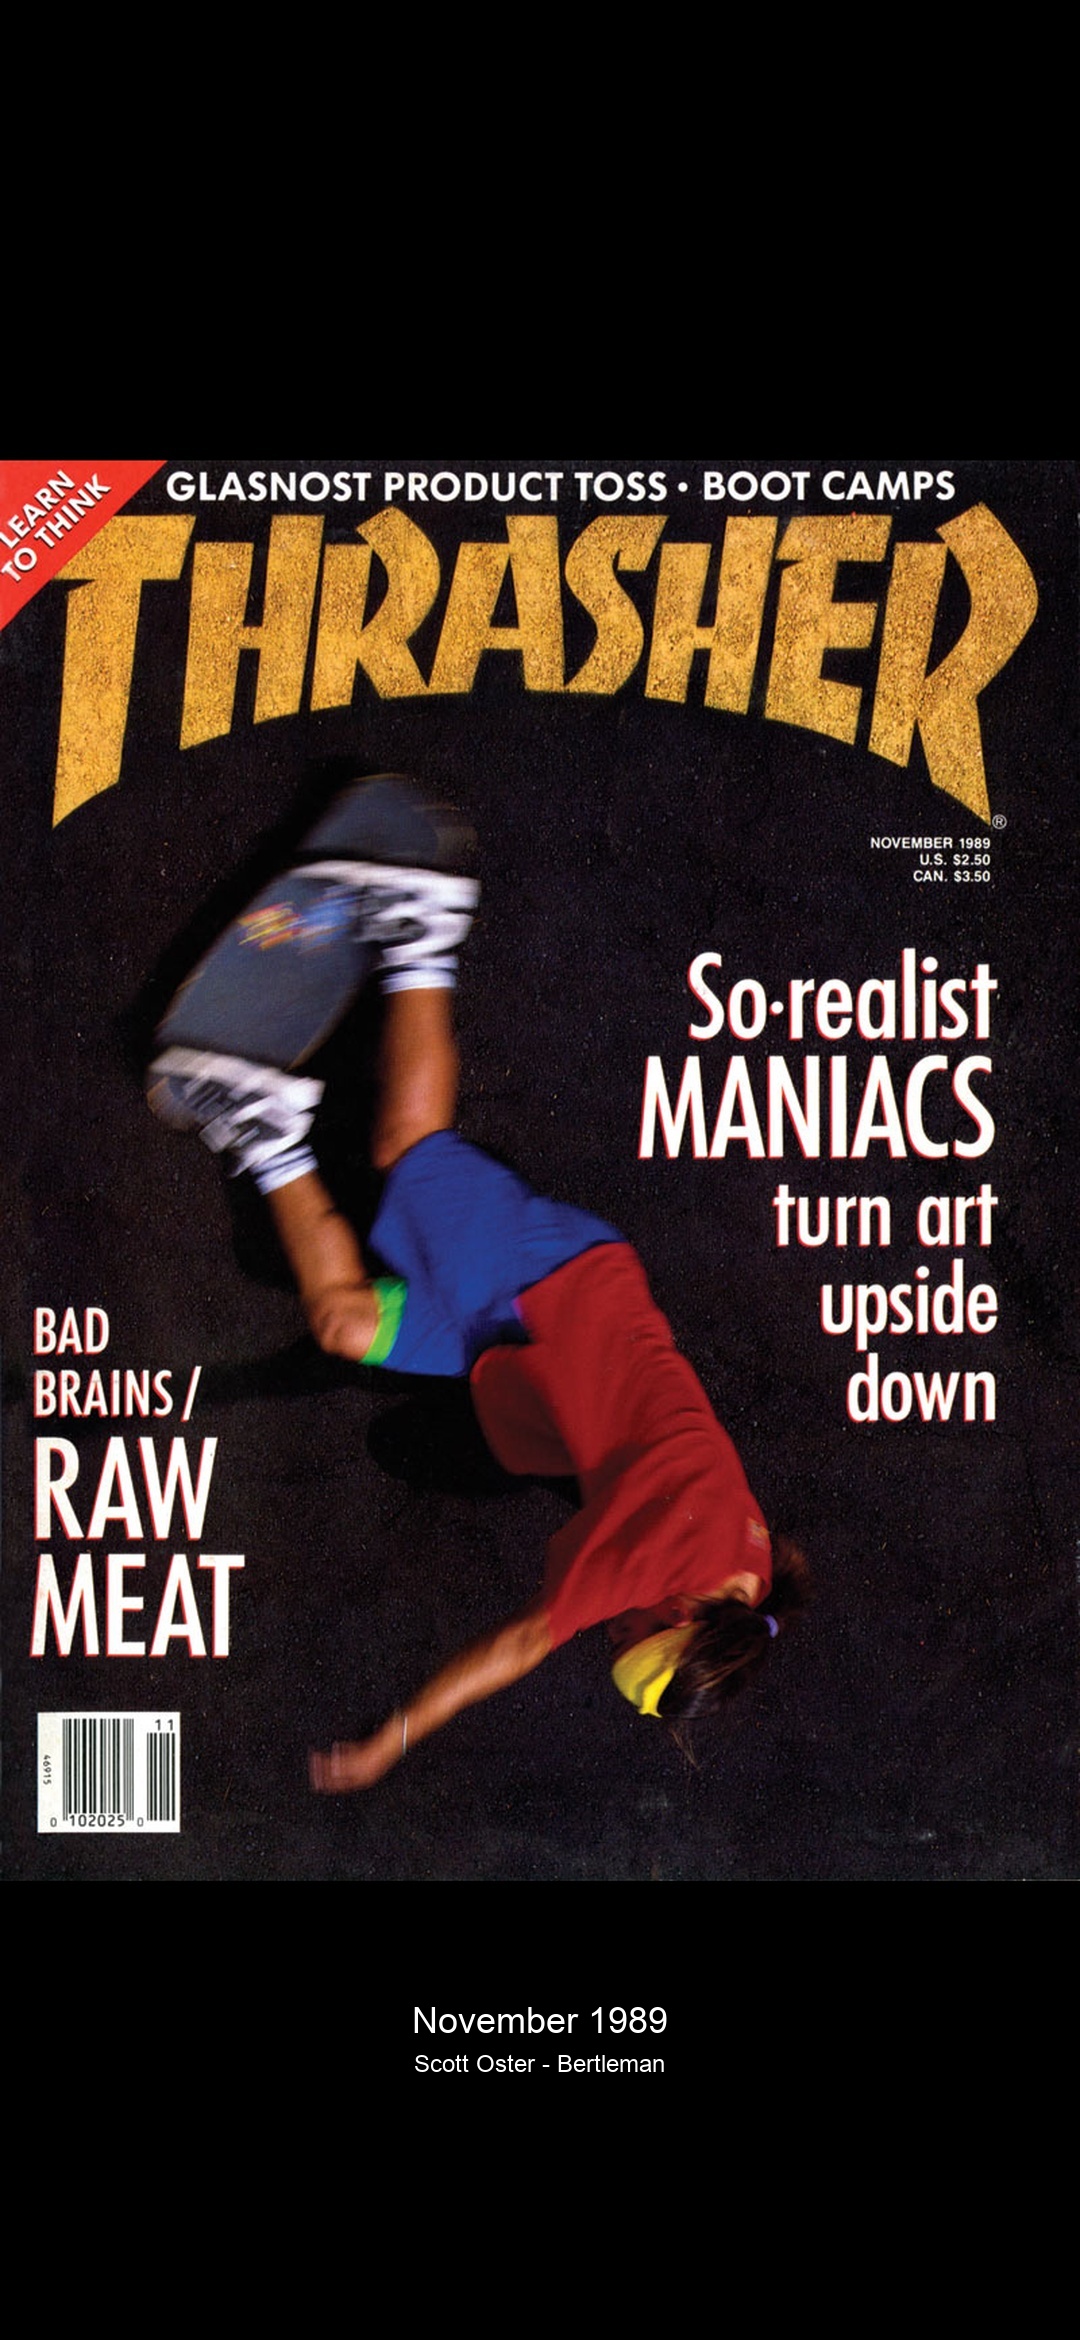 LEARN
TO THINK
GLASNOST PRODUCT TOSS • BOOT CAMPS
THRASHER®
NOVEMBER 1989
U.S. $2.50
CAN. $3.50
So•realist
MANIACS
turn art
upside
down
BAD
BRAINS /
RAW
MEAT
11
46915
0 102025 0
November 1989
Scott Oster - Bertleman